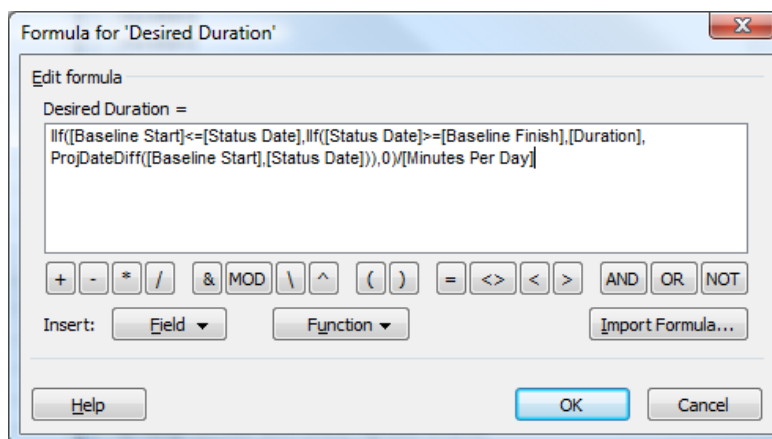 Formula for 'Desired Duration'
X
Edit formula
Desired Duration =
IIf([Baseline Start]<=[Status Date],IIf([Status Date]>=[Baseline Finish],[Duration],
ProjDateDiff([Baseline Start],[Status Date])),0)/[Minutes Per Day]
+ - * / & MOD \ ^ ( ) = <> < > AND OR NOT
Insert: Field Function Import Formula...
Help OK Cancel